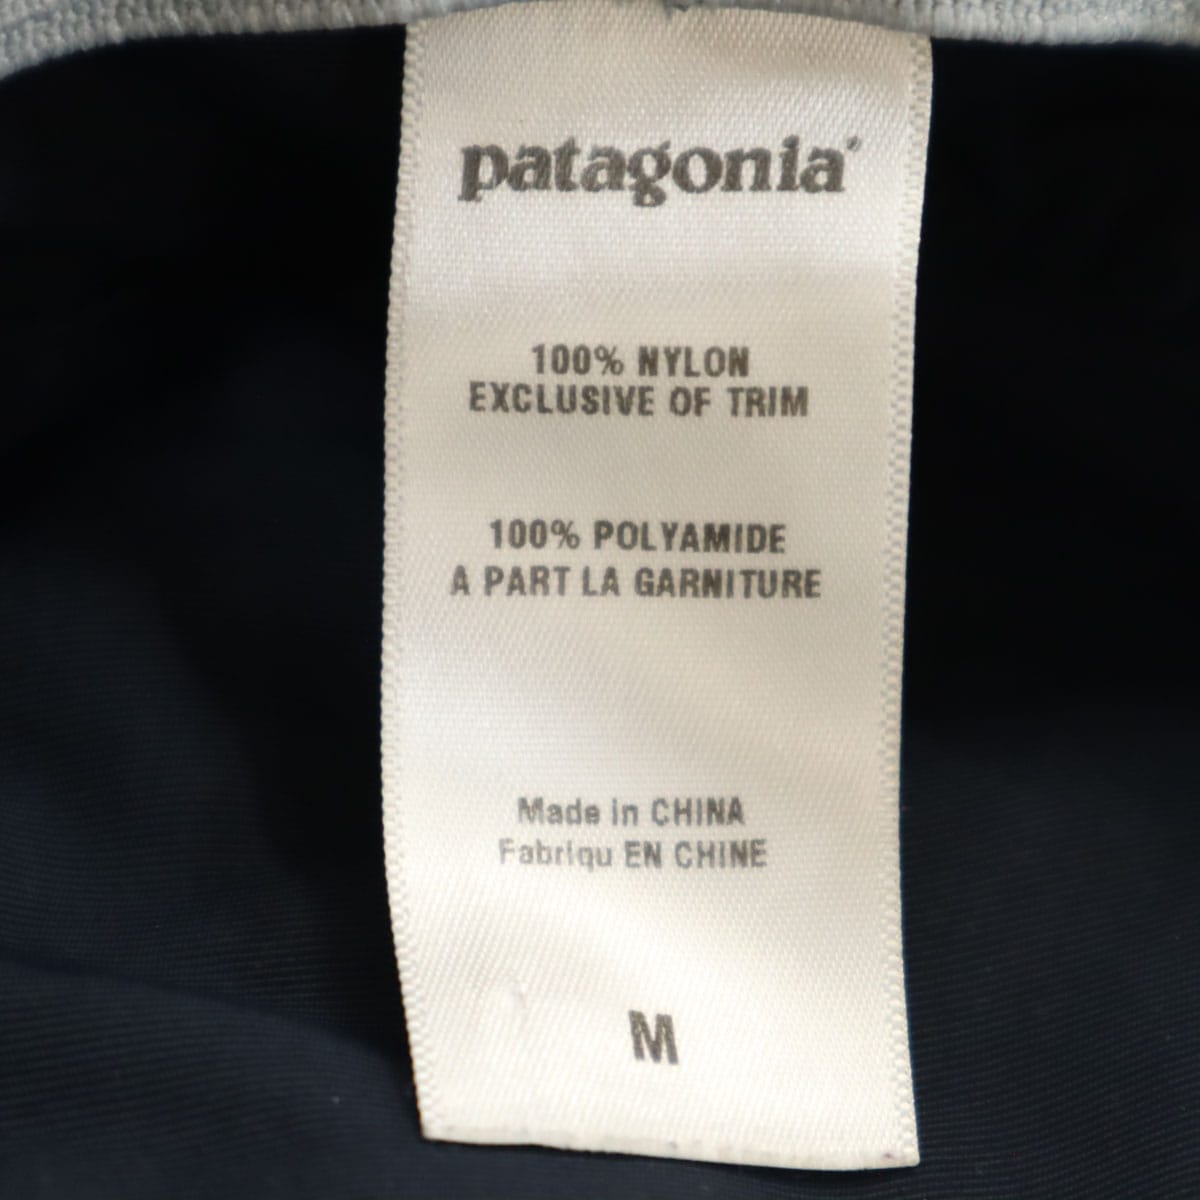 patagonia®
100% NYLON
EXCLUSIVE OF TRIM
100% POLYAMIDE
A PART LA GARNITURE
Made in CHINA
Fabriqu EN CHINE
M